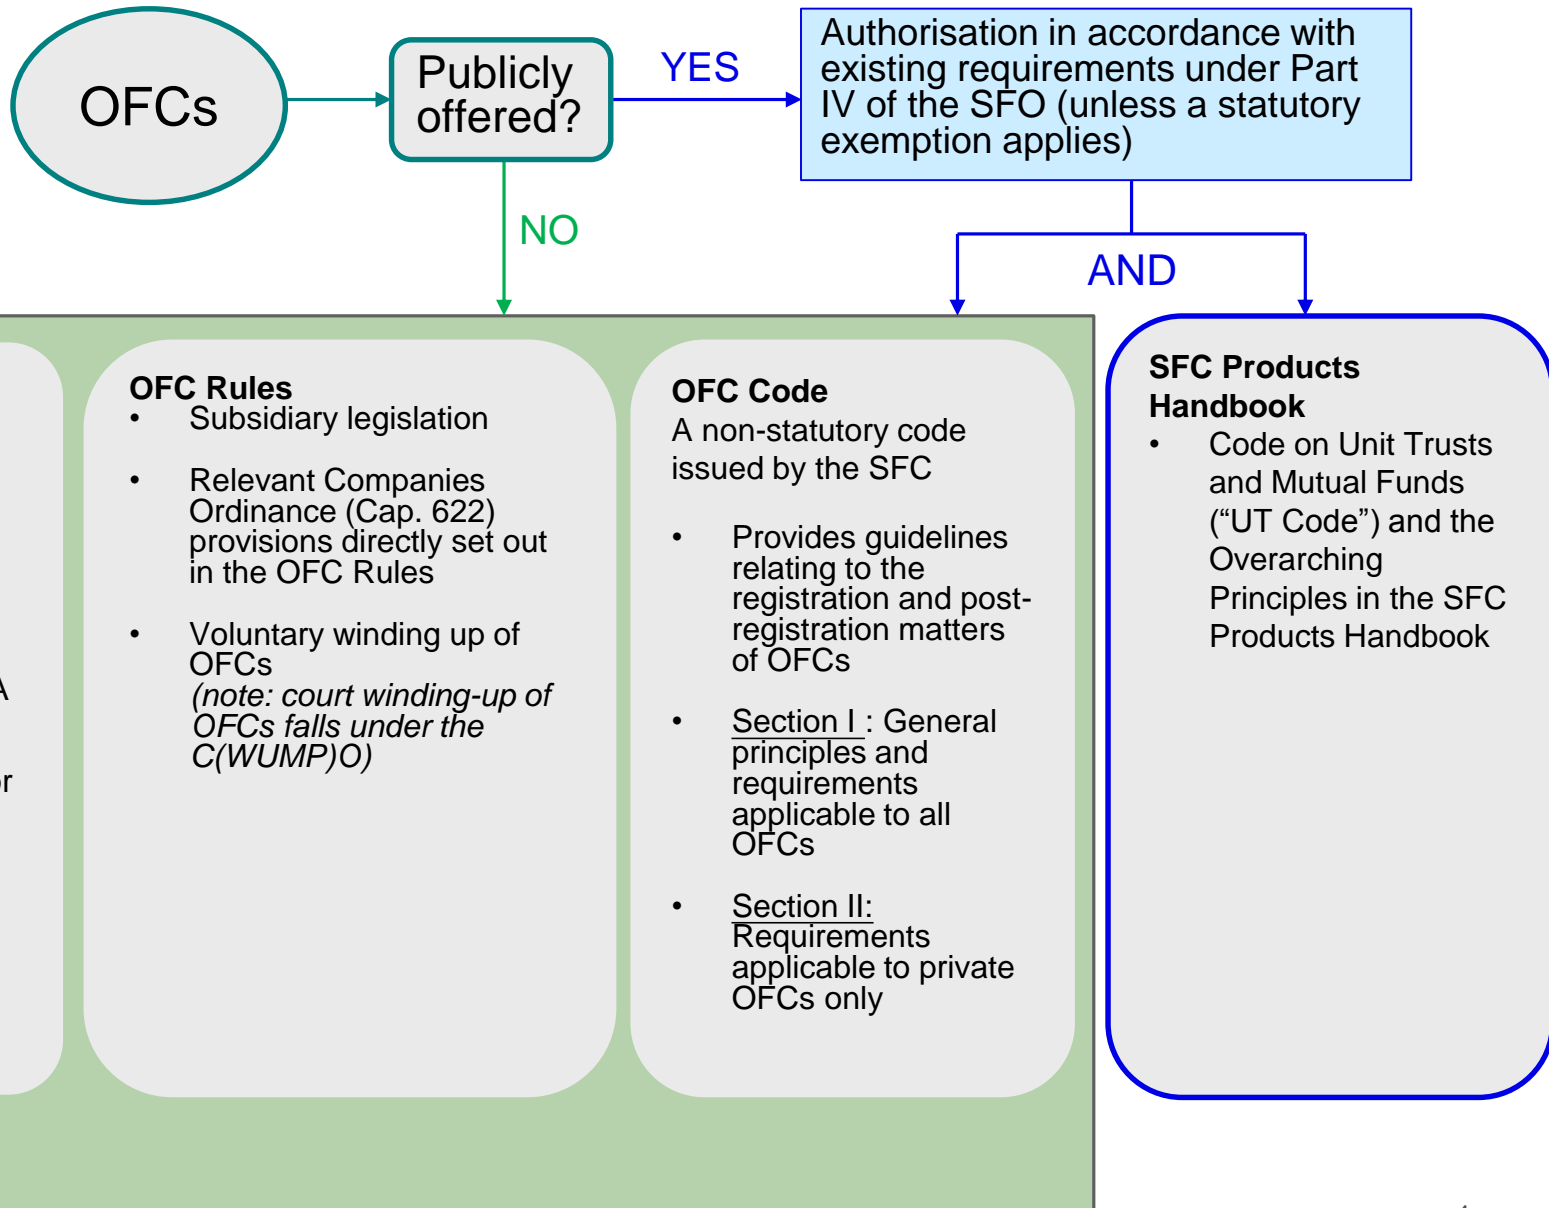 OFCs
Publicly
offered?
YES
Authorisation in accordance with
existing requirements under Part
IV of the SFO (unless a statutory
exemption applies)
NO
AND
A
or
OFC Rules
• Subsidiary legislation
• Relevant Companies
Ordinance (Cap. 622)
provisions directly set out
in the OFC Rules
• Voluntary winding up of
OFCs
(note: court winding-up of
OFCs falls under the
C(WUMP)O)
OFC Code
A non-statutory code
issued by the SFC
• Provides guidelines
relating to the
registration and post-
registration matters
of OFCs
• Section I : General
principles and
requirements
applicable to all
OFCs
• Section II:
Requirements
applicable to private
OFCs only
SFC Products
Handbook
• Code on Unit Trusts
and Mutual Funds
(“UT Code”) and the
Overarching
Principles in the SFC
Products Handbook